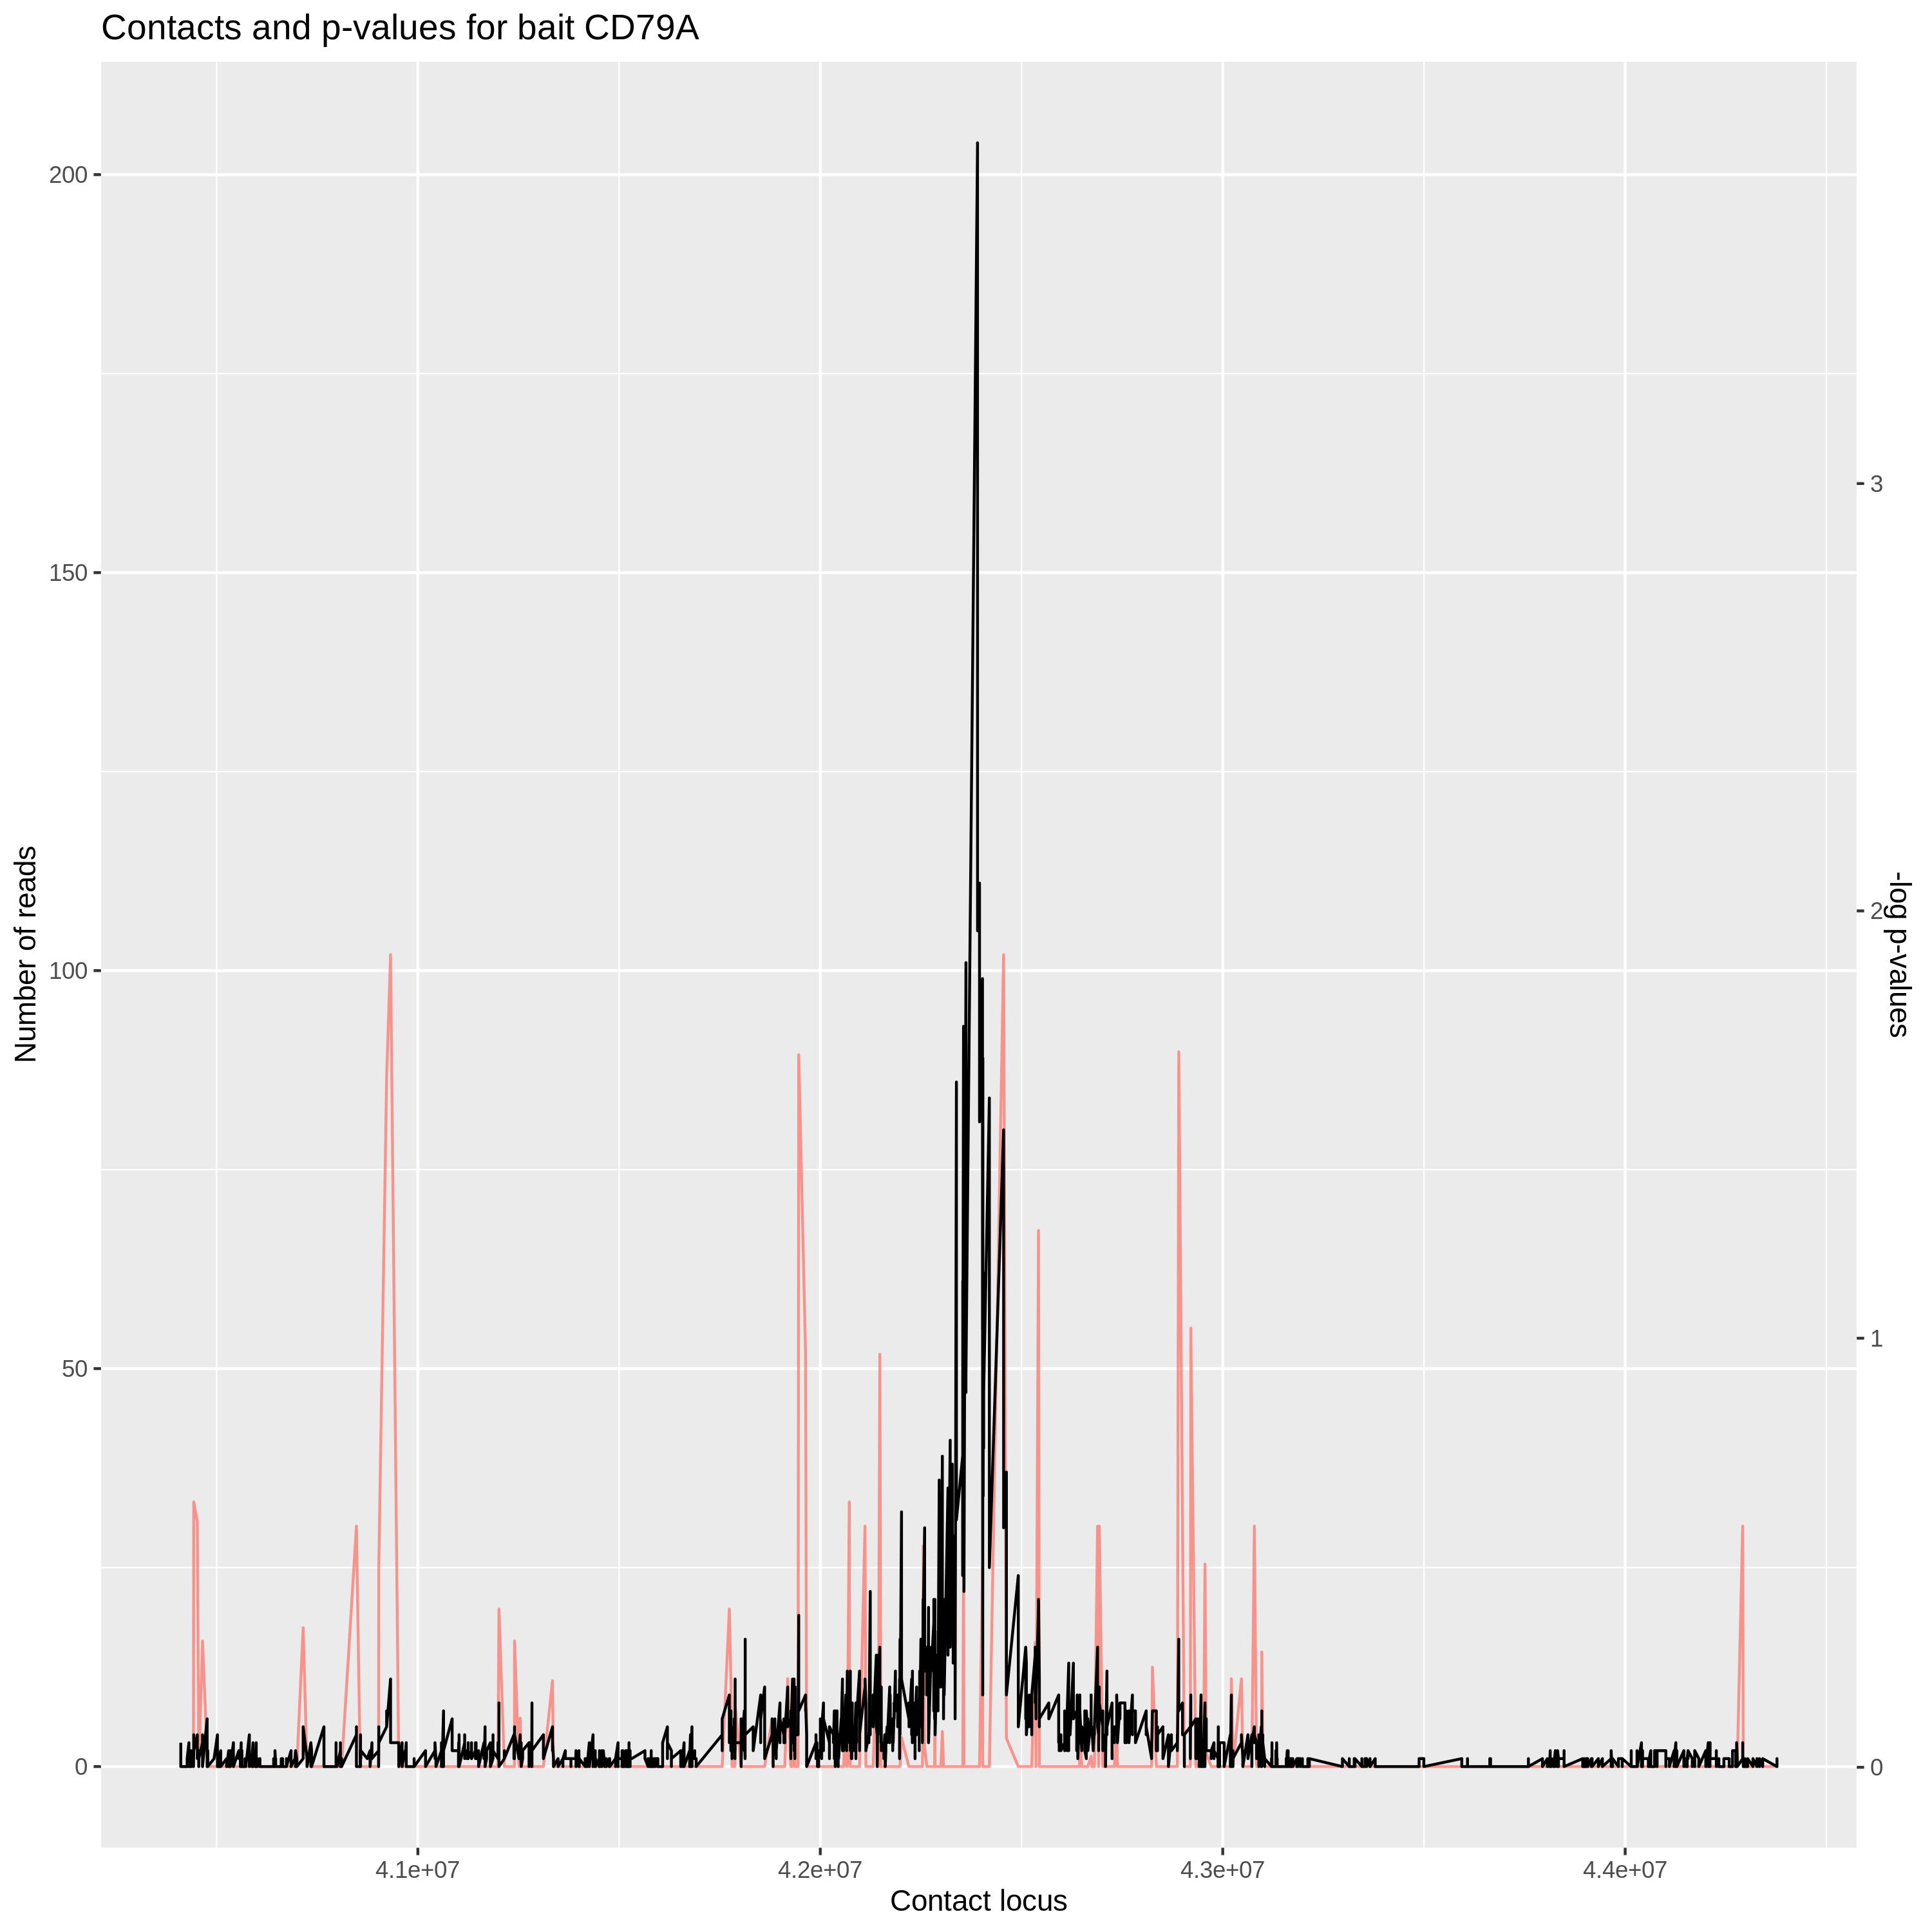 Contacts and p-values for bait CD79A
200
150
100
50
0
Number of reads
3
2
1
0
-log p-values
4.1e+07
4.2e+07
4.3e+07
4.4e+07
Contact locus